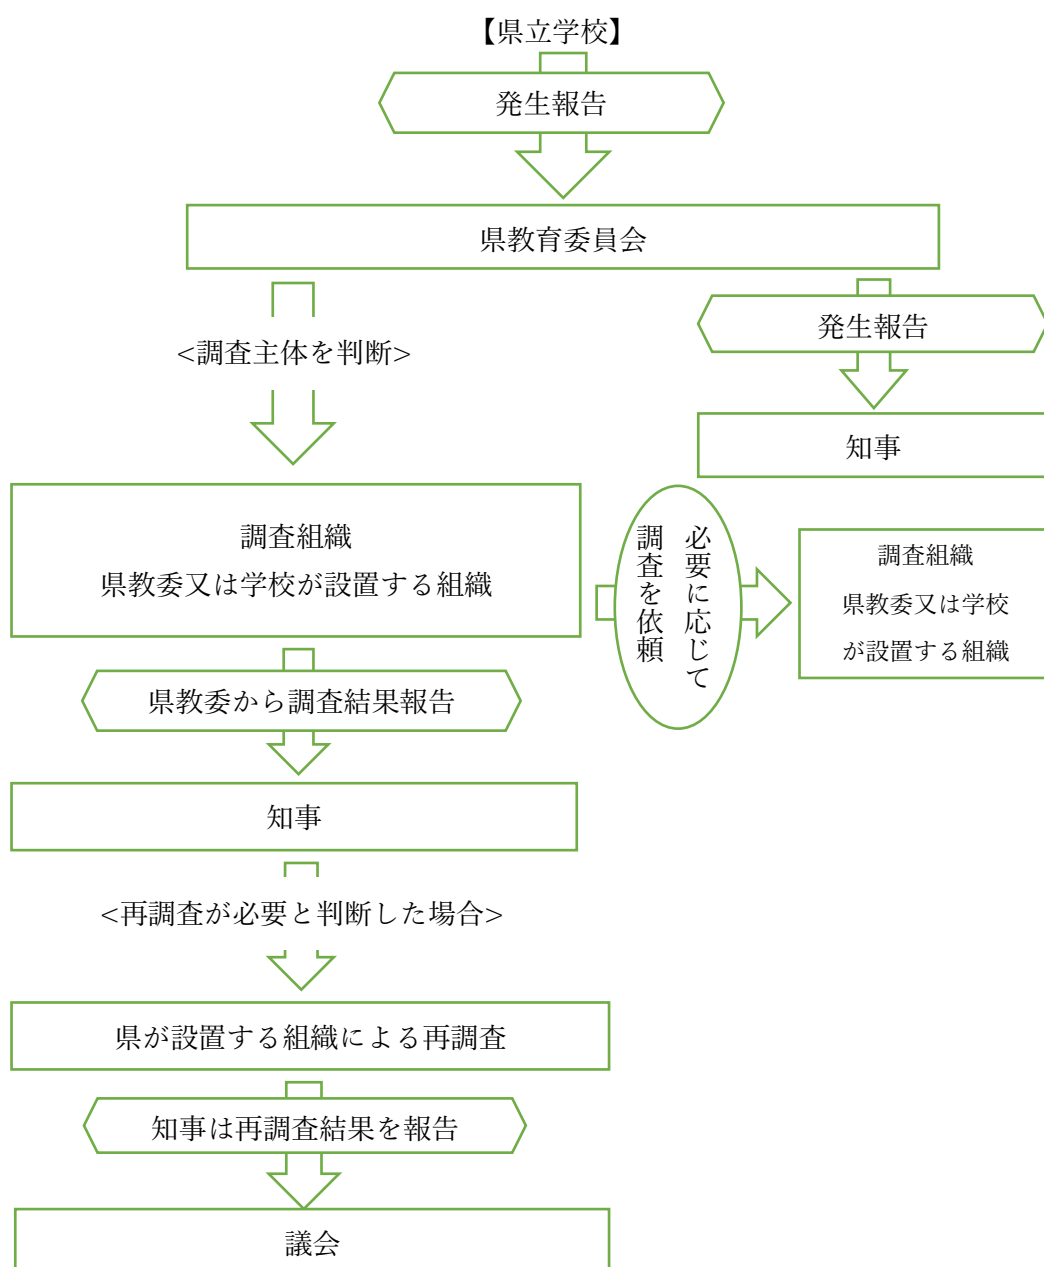 【県立学校】
発生報告
県教育委員会
発生報告
<調査主体を判断>
知事
調査組織
県教委又は学校が設置する組織
必要に応じて
調査を依頼
調査組織
県教委又は学校
が設置する組織
県教委から調査結果報告
知事
<再調査が必要と判断した場合>
県が設置する組織による再調査
知事は再調査結果を報告
議会